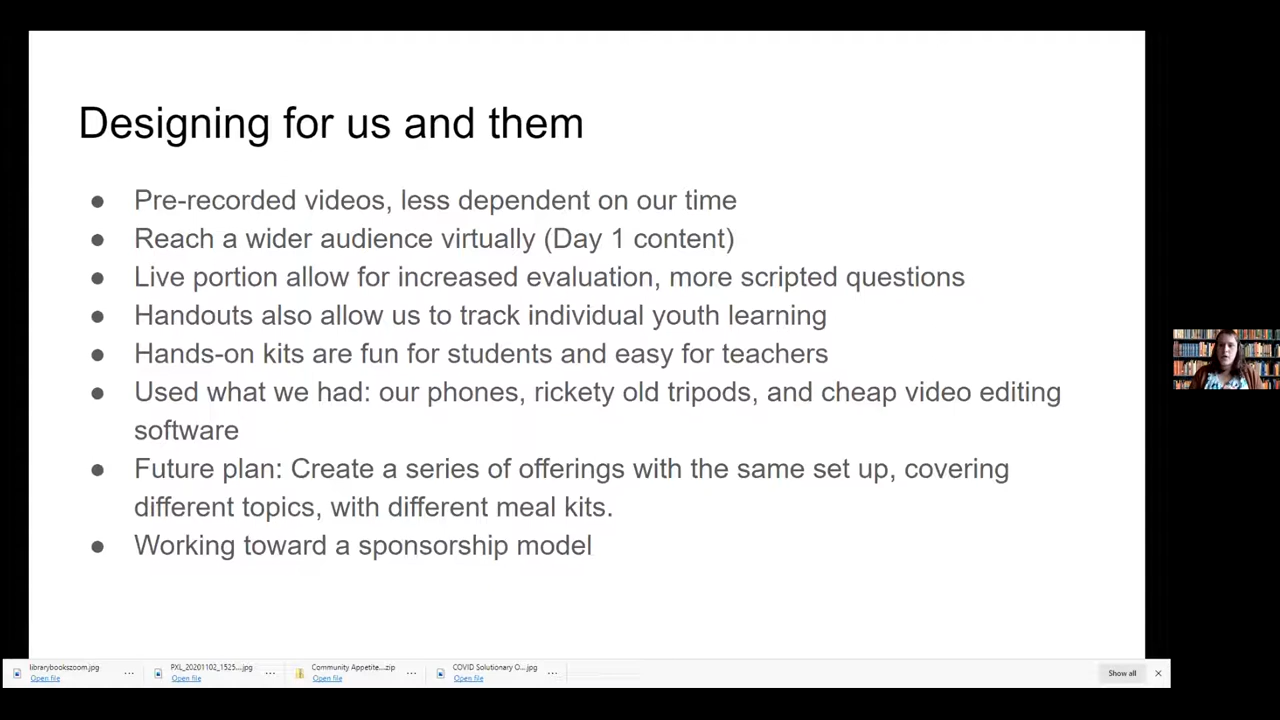 Designing for us and them
● Pre-recorded videos, less dependent on our time
● Reach a wider audience virtually (Day 1 content)
● Live portion allow for increased evaluation, more scripted questions
● Handouts also allow us to track individual youth learning
● Hands-on kits are fun for students and easy for teachers
● Used what we had: our phones, rickety old tripods, and cheap video editing
software
● Future plan: Create a series of offerings with the same set up, covering
different topics, with different meal kits.
● Working toward a sponsorship model
librarybookszoom.jpg
Open file
PXL_20201102_1525....jpg
Open file
Community Appetite....zip
Open file
COVID Solutionary O....jpg
Open file
Show all